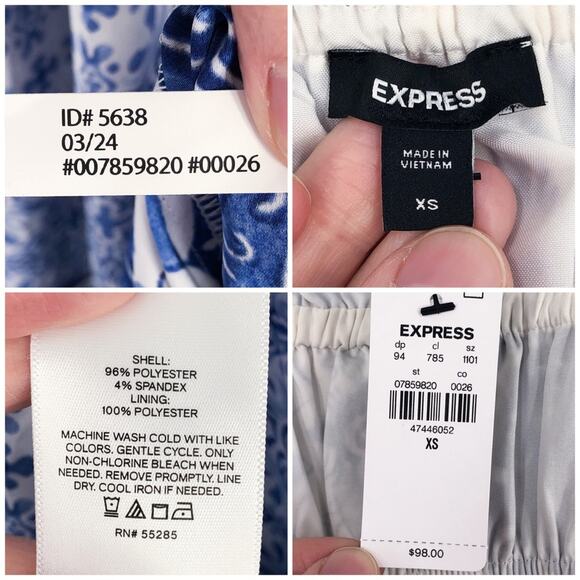 ID# 5638
03/24
#007859820 #00026
EXPRESS
MADE IN
VIETNAM
XS
SHELL:
96% POLYESTER
4% SPANDEX
LINING:
100% POLYESTER
MACHINE WASH COLD WITH LIKE
COLORS. GENTLE CYCLE. ONLY
NON-CHLORINE BLEACH WHEN
NEEDED. REMOVE PROMPTLY. LINE
DRY. COOL IRON IF NEEDED.
RN# 55285
EXPRESS
dp cl sz
94 785 1101
st co
07859820 0026
47446052
XS
$98.00